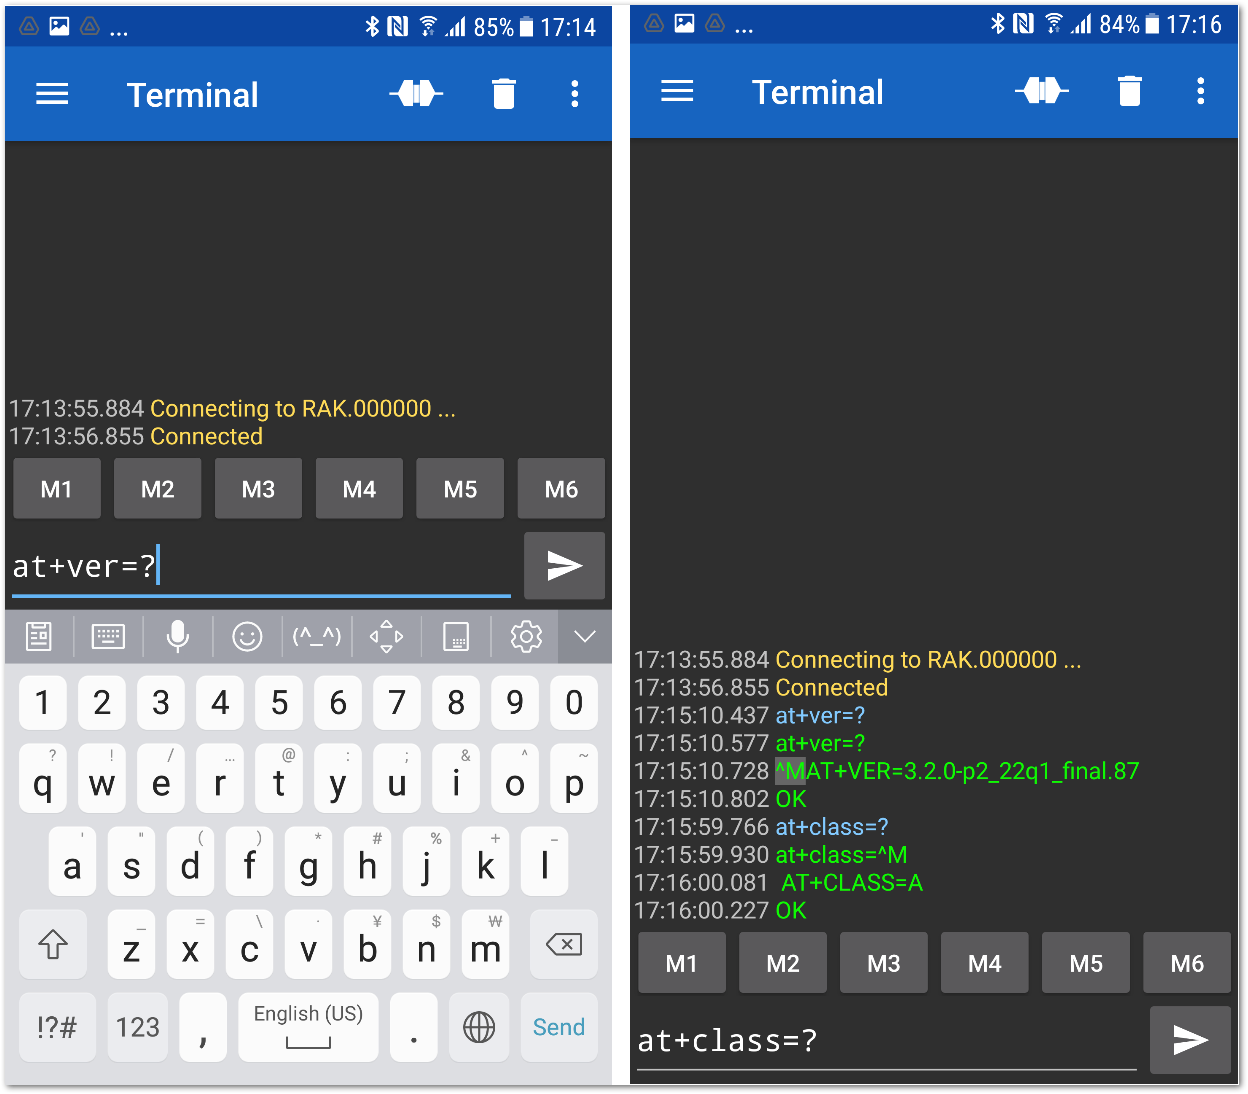 ... 85% 17:14
Terminal
17:13:55.884 Connecting to RAK.000000 ...
17:13:56.855 Connected
M1 M2 M3 M4 M5 M6
at+ver=?
(^_^)
1 2 3 4 5 6 7 8 9 0
? ! / ... @ : ; & ^ ~
q w e r t y u i o p
' " ( ) * # % + -
a s d f g h j k l
_ = \ · ¥ $ ₩
z x c v b n m
!?# 123 , English (US) . Send
... 84% 17:16
Terminal
17:13:55.884 Connecting to RAK.000000 ...
17:13:56.855 Connected
17:15:10.437 at+ver=?
17:15:10.577 at+ver=?
17:15:10.728 ^MAT+VER=3.2.0-p2_22q1_final.87
17:15:10.802 OK
17:15:59.766 at+class=?
17:15:59.930 at+class=^M
17:16:00.081 AT+CLASS=A
17:16:00.227 OK
M1 M2 M3 M4 M5 M6
at+class=?